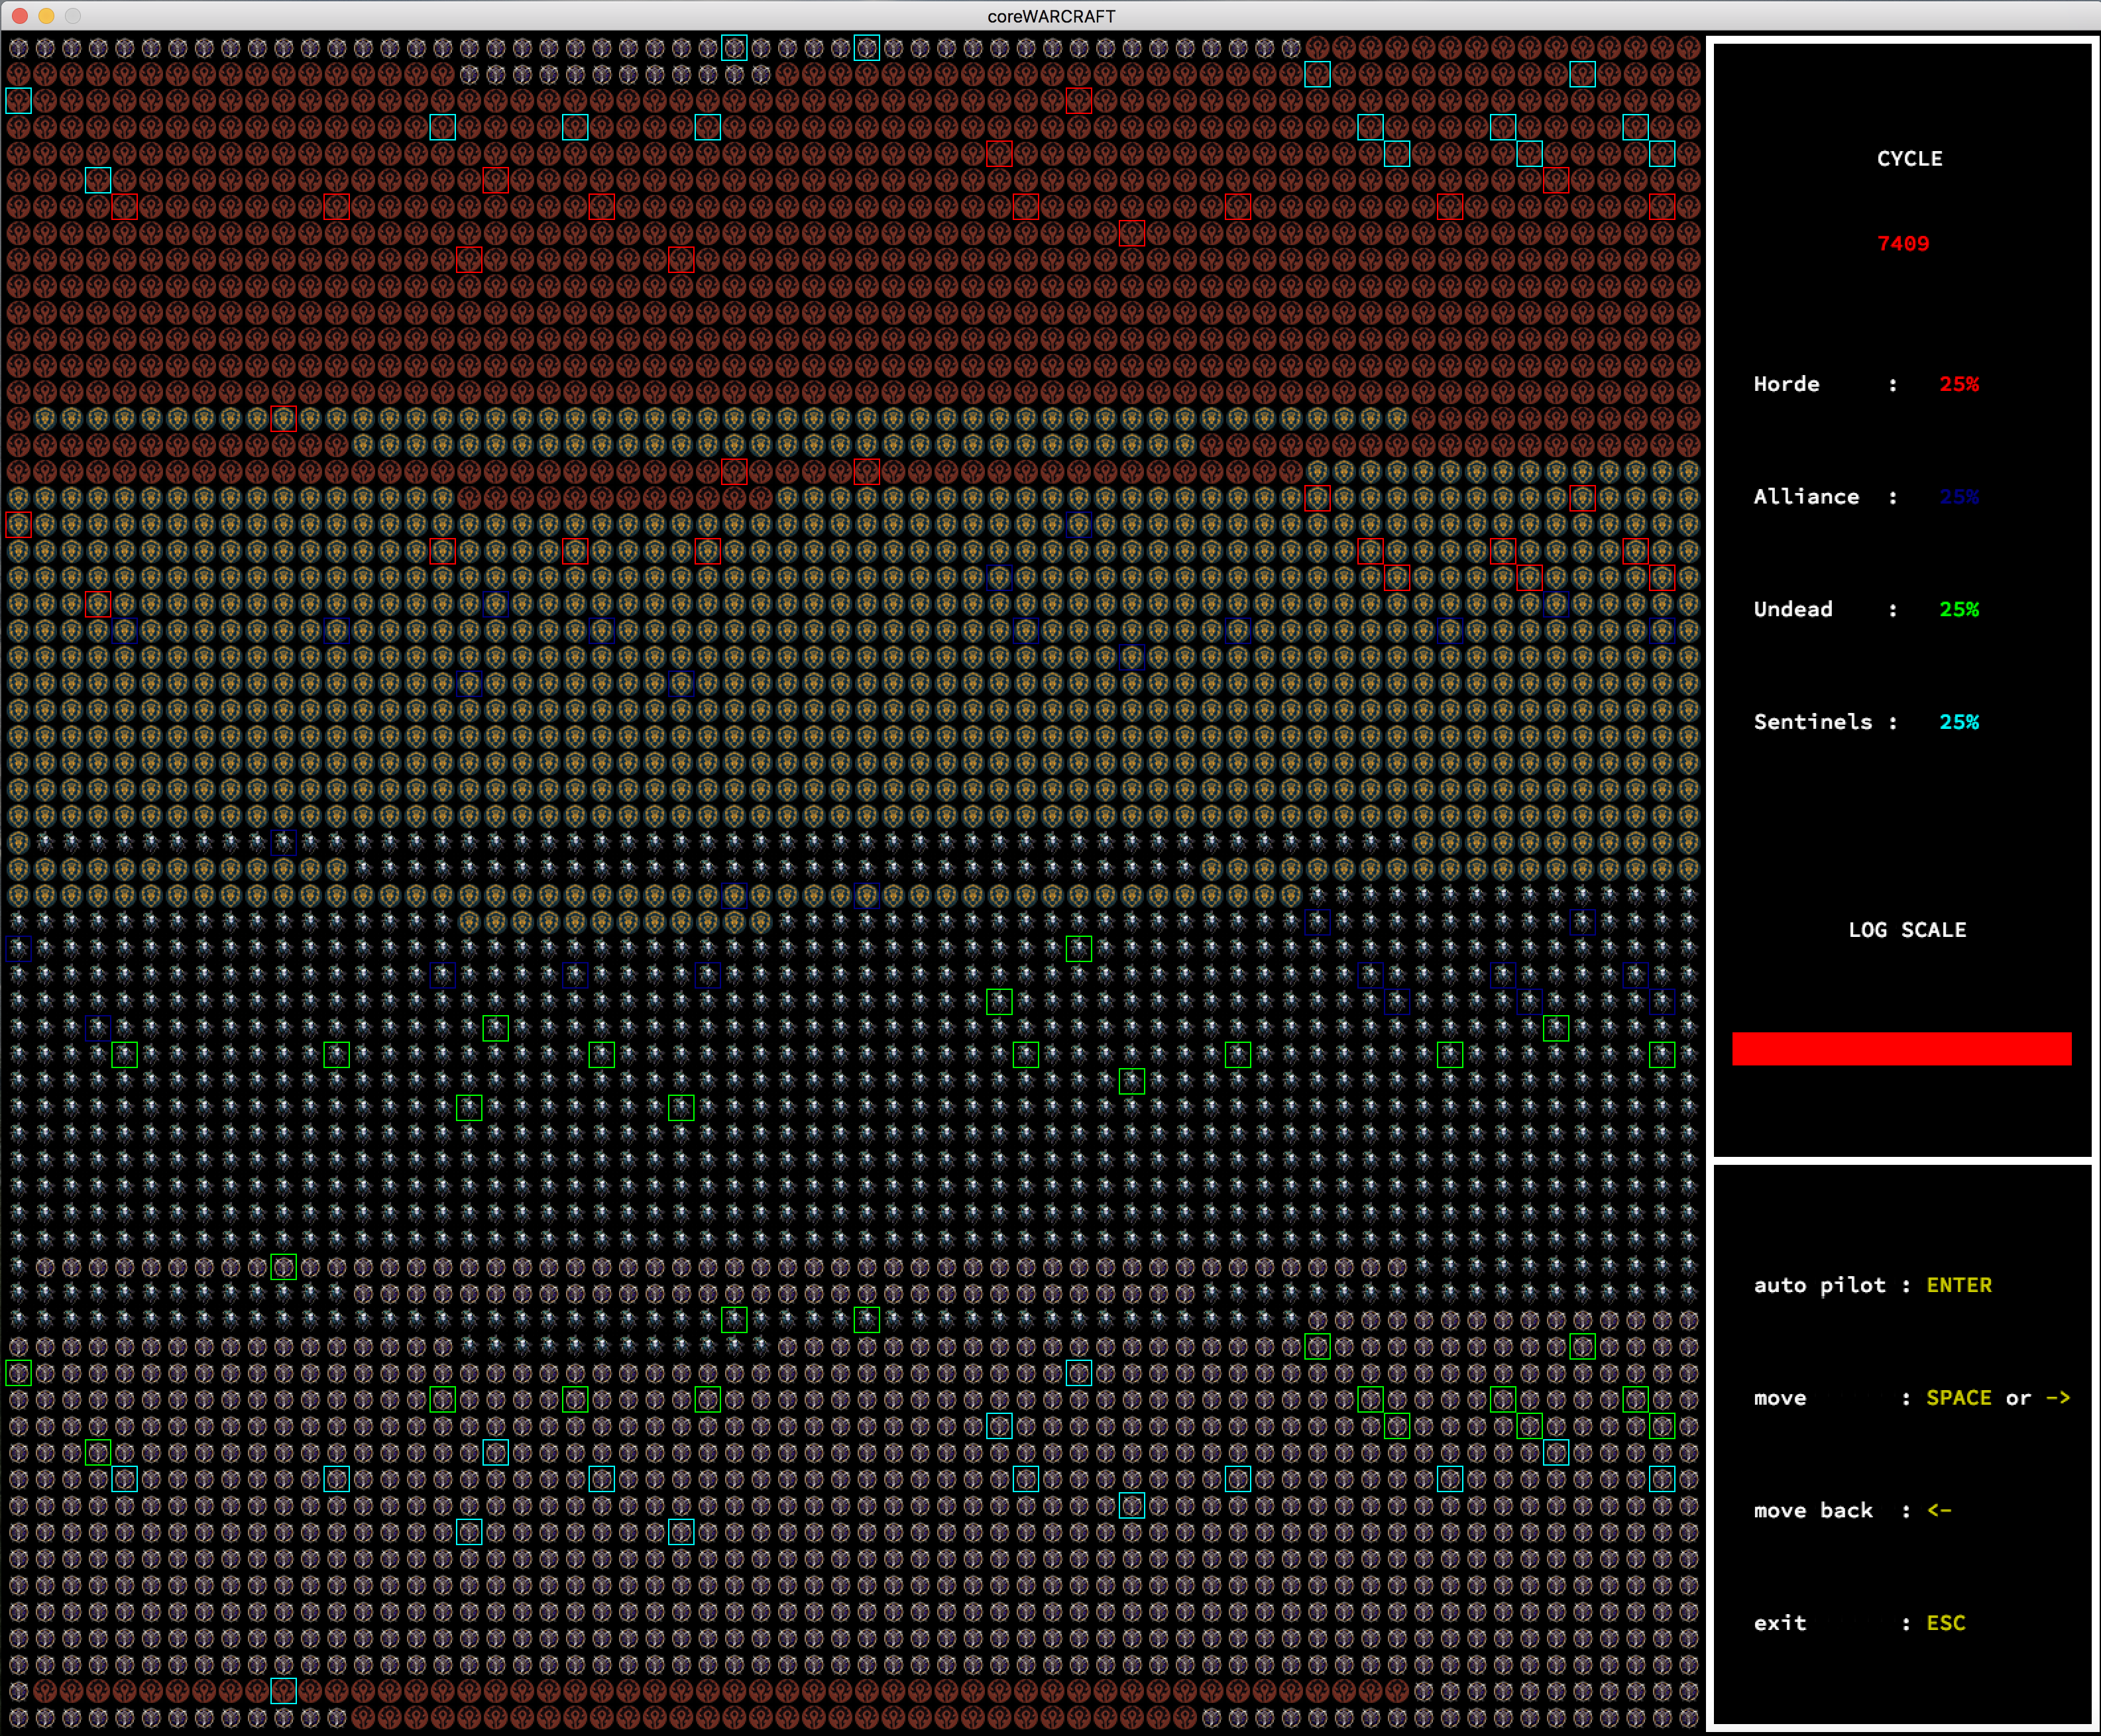 coreWARCRAFT
CYCLE
7409
Horde : 25%
Alliance : 25%
Undead : 25%
Sentinels : 25%
LOG SCALE
auto pilot : ENTER
move : SPACE or ->
move back : <-
exit : ESC